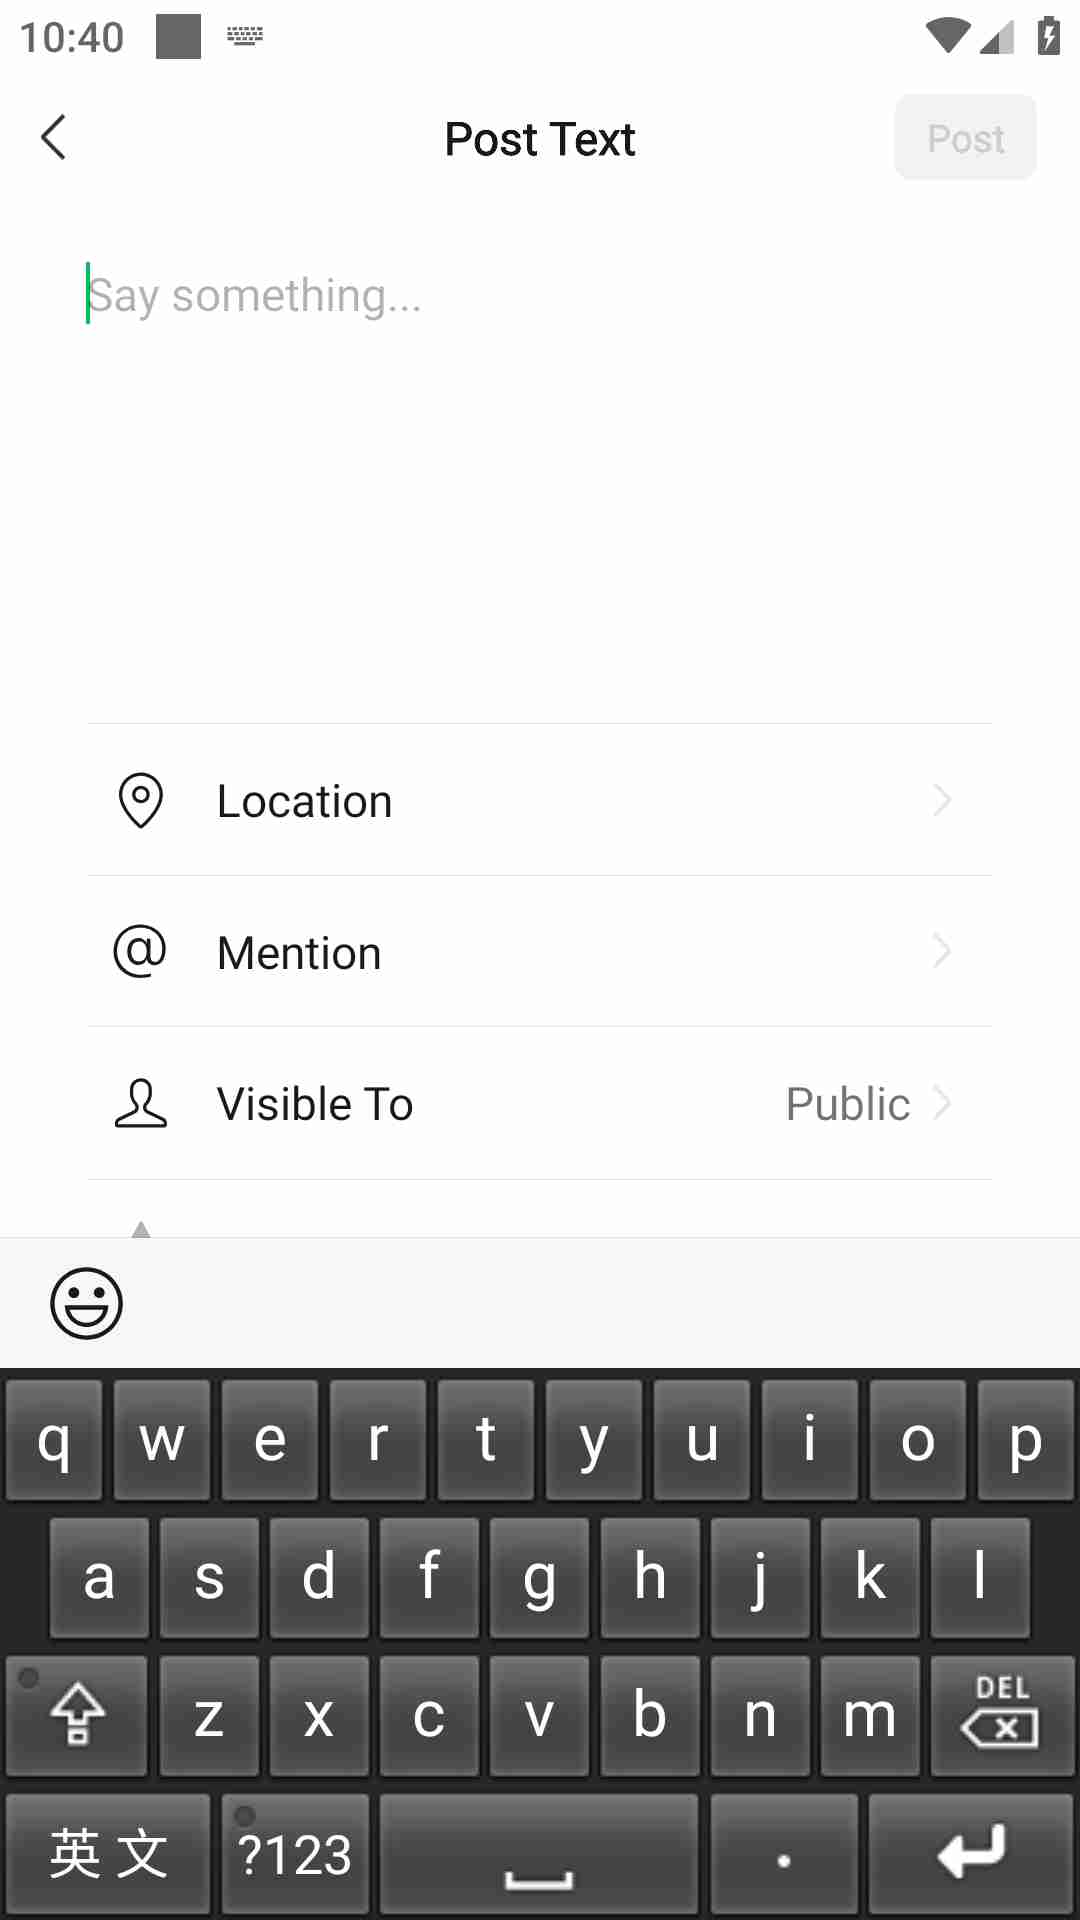 10:40
Post Text
Post
Say something...
Location
Mention
Visible To
Public
q w e r t y u i o p
a s d f g h j k l
z x c v b n m DEL
英文 ?123 .